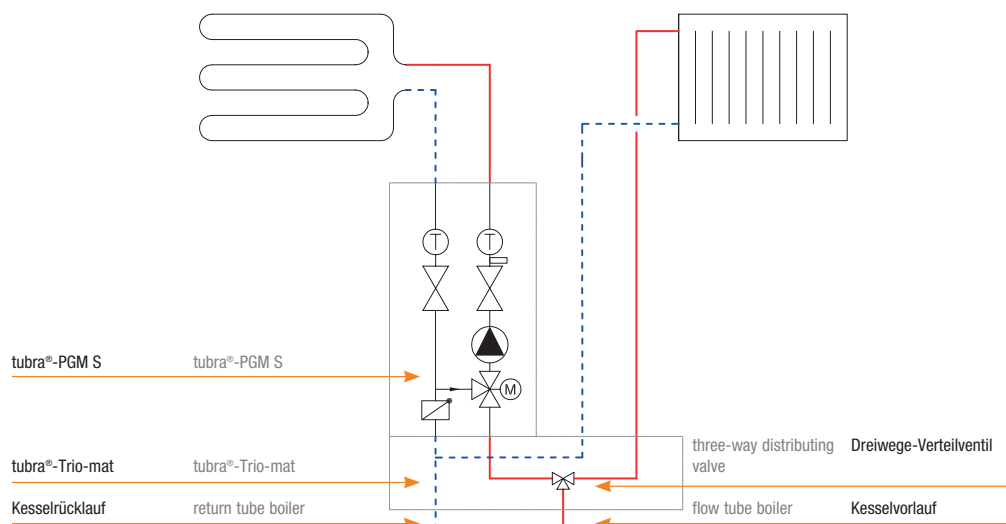 T T
M
tubra®-PGM S tubra®-PGM S
three-way distributing Dreiwege-Verteilventil
valve
tubra®-Trio-mat tubra®-Trio-mat
Kesselrücklauf return tube boiler flow tube boiler Kesselvorlauf